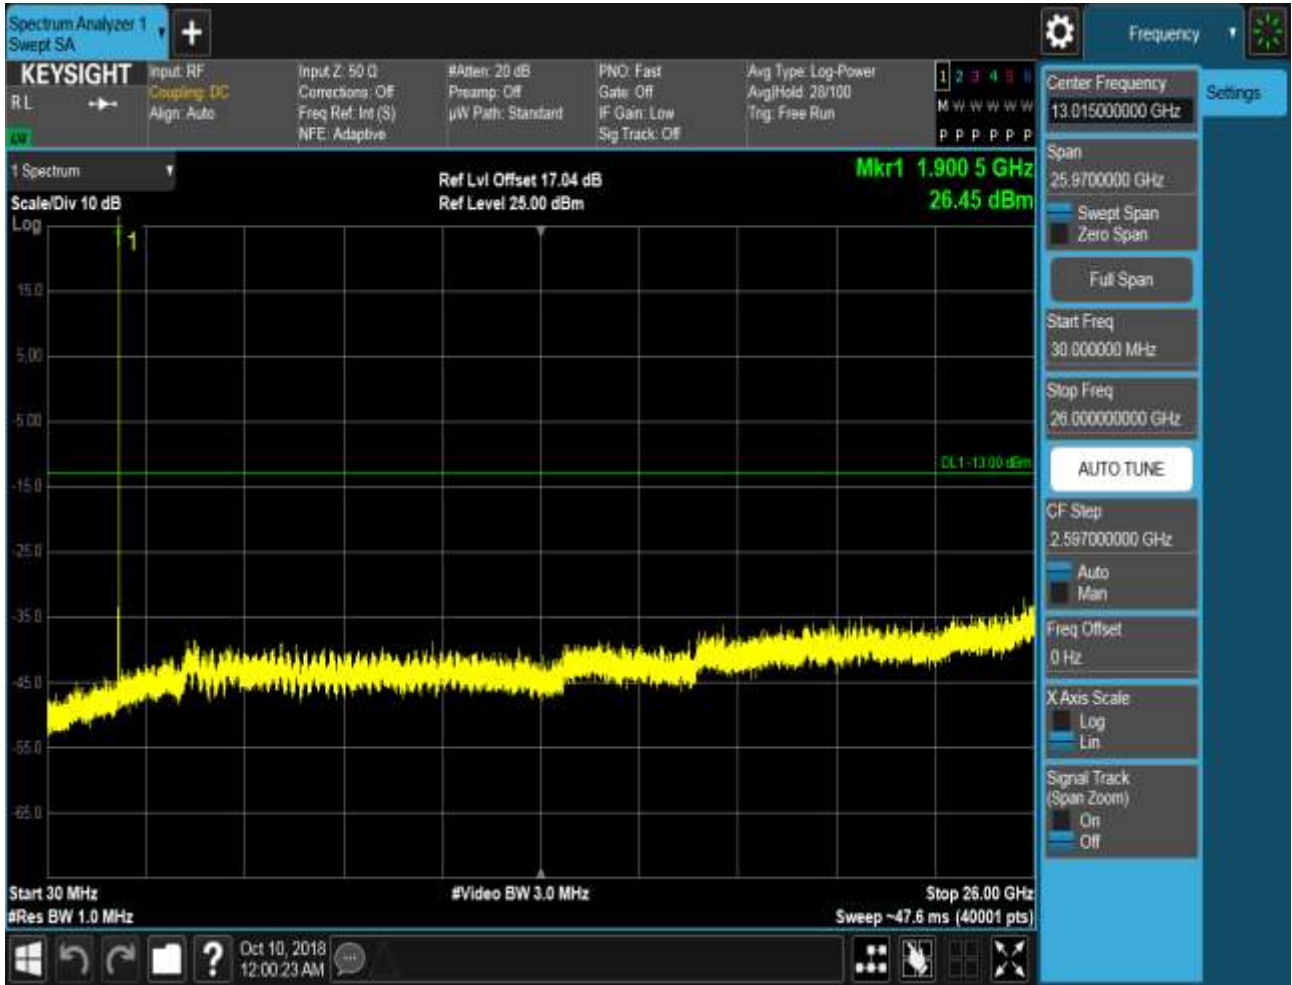 Spectrum Analyzer 1
Swept SA
+
Frequency
KEYSIGHT
R L
LW
Input: RF
Coupling: DC
Align: Auto
Input Z: 50 Ω
Corrections: Off
Freq Ref: Int (S)
NFE: Adaptive
#Atten: 20 dB
Preamp: Off
µW Path: Standard
PNO: Fast
Gate: Off
IF Gain: Low
Sig Track: Off
Avg Type: Log-Power
Avg|Hold: 28/100
Trig: Free Run
1 2 3 4 5 6
M W W W W W
P P P P P P
Settings
1 Spectrum
Scale/Div 10 dB
Log
Ref Lvl Offset 17.04 dB
Ref Level 25.00 dBm
Mkr1 1.900 5 GHz
26.45 dBm
1
15.0
5.00
-5.00
-15.0
-25.0
-35.0
-45.0
-55.0
-65.0
DL1 -13.00 dBm
Start 30 MHz
#Res BW 1.0 MHz
#Video BW 3.0 MHz
Stop 26.00 GHz
Sweep ~47.6 ms (40001 pts)
Center Frequency
13.015000000 GHz
Span
25.9700000 GHz
Swept Span
Zero Span
Full Span
Start Freq
30.000000 MHz
Stop Freq
26.000000000 GHz
AUTO TUNE
CF Step
2.597000000 GHz
Auto
Man
Freq Offset
0 Hz
X Axis Scale
Log
Lin
Signal Track
(Span Zoom)
On
Off
?
Oct 10, 2018
12:00:23 AM